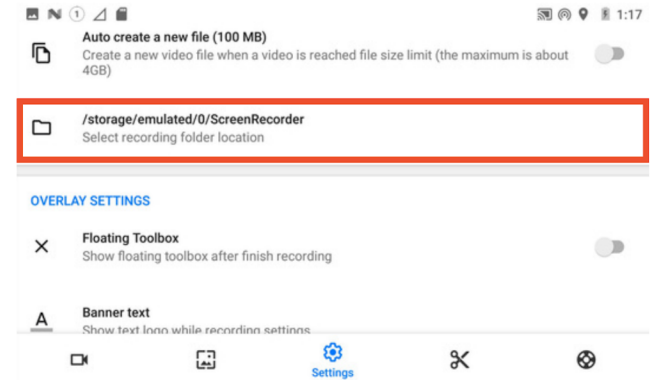 1:17
Auto create a new file (100 MB)
Create a new video file when a video is reached file size limit (the maximum is about
4GB)
/storage/emulated/0/ScreenRecorder
Select recording folder location
OVERLAY SETTINGS
Floating Toolbox
Show floating toolbox after finish recording
A Banner text
Show text logo while recording settings
Settings